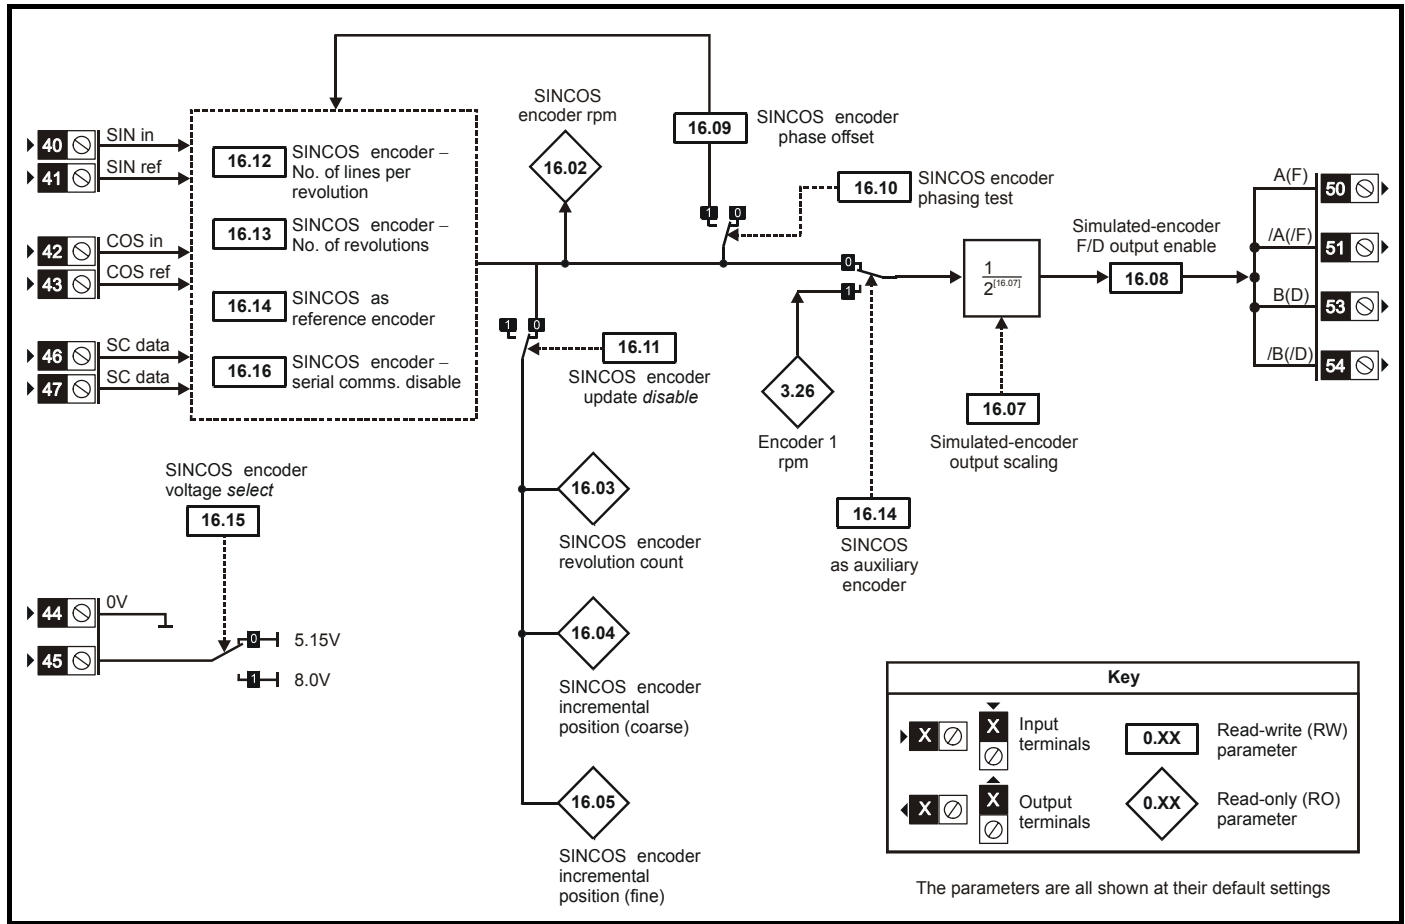 40
SIN in
41
SIN ref
42
COS in
43
COS ref
46
SC data
47
SC data
16.12
SINCOS encoder –
No. of lines per
revolution
16.13
SINCOS encoder –
No. of revolutions
16.14
SINCOS as
reference encoder
16.16
SINCOS encoder –
serial comms. disable
SINCOS
encoder rpm
16.02
16.09
SINCOS encoder
phase offset
1
0
16.10
SINCOS encoder
phasing test
1
0
16.11
SINCOS encoder
update disable
0
1
3.26
Encoder 1
rpm
1
2[16.07]
16.07
Simulated-encoder
output scaling
16.14
SINCOS
as auxiliary
encoder
Simulated-encoder
F/D output enable
16.08
A(F)
50
/A(/F)
51
B(D)
53
/B(/D)
54
16.03
SINCOS encoder
revolution count
16.04
SINCOS encoder
incremental
position (coarse)
16.05
SINCOS encoder
incremental
position (fine)
SINCOS encoder
voltage select
16.15
44
0V
45
0
5.15V
1
8.0V
Key
X
X
Input
terminals
0.XX
Read-write (RW)
parameter
X
X
Output
terminals
0.XX
Read-only (RO)
parameter
The parameters are all shown at their default settings